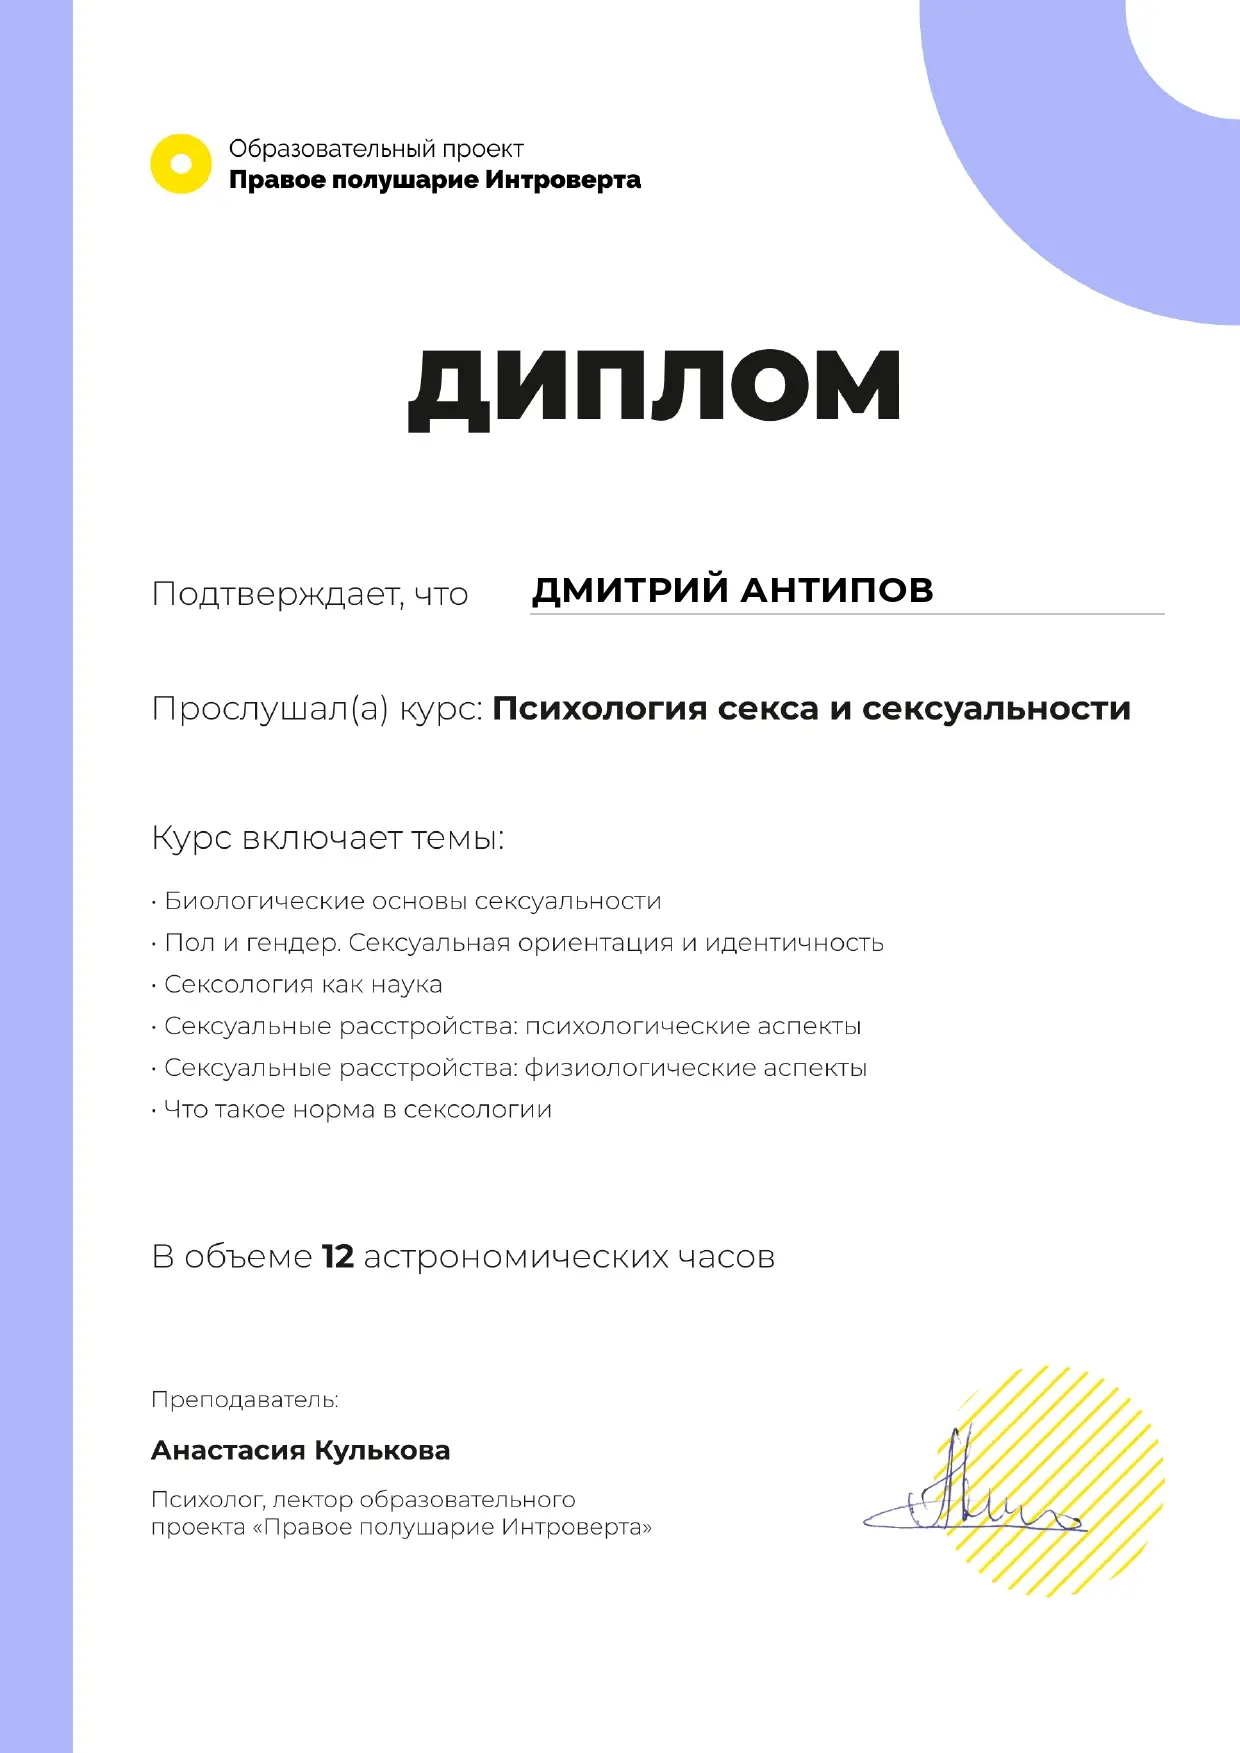 Образовательный проект
Правое полушарие Интроверта
ДИПЛОМ
Подтверждает, что ДМИТРИЙ АНТИПОВ
Прослушал(а) курс: Психология секса и сексуальности
Курс включает темы:
· Биологические основы сексуальности
· Пол и гендер. Сексуальная ориентация и идентичность
· Сексология как наука
· Сексуальные расстройства: психологические аспекты
· Сексуальные расстройства: физиологические аспекты
· Что такое норма в сексологии
В объеме 12 астрономических часов
Преподаватель:
Анастасия Кулькова
Психолог, лектор образовательного
проекта «Правое полушарие Интроверта»